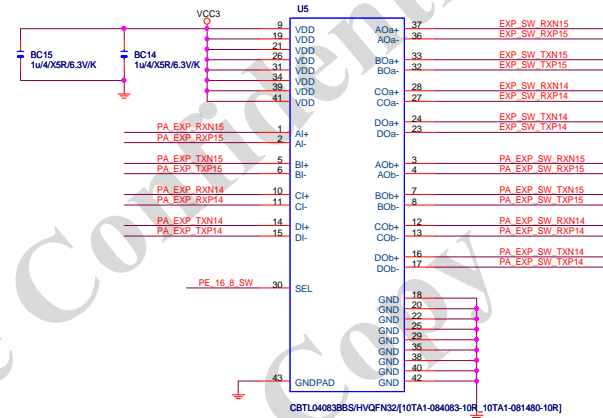 VCC3
U5
BC15
1u/4/X5R/6.3V/K
BC14
1u/4/X5R/6.3V/K
9 VDD
19 VDD
21 VDD
26 VDD
31 VDD
34 VDD
39 VDD
41 VDD
PA_EXP_RXN15 1 AI+
PA_EXP_RXP15 2 AI-
PA_EXP_TXN15 5 BI+
PA_EXP_TXP15 6 BI-
PA_EXP_RXN14 10 CI+
PA_EXP_RXP14 11 CI-
PA_EXP_TXN14 14 DI+
PA_EXP_TXP14 15 DI-
PE_16_8_SW 30 SEL
43 GNDPAD
AOa+ 37 EXP_SW_RXN15
AOa- 36 EXP_SW_RXP15
BOa+ 33 EXP_SW_TXN15
BOa- 32 EXP_SW_TXP15
COa+ 28 EXP_SW_RXN14
COa- 27 EXP_SW_RXP14
DOa+ 24 EXP_SW_TXN14
DOa- 23 EXP_SW_TXP14
AOb+ 3 PA_EXP_SW_RXN15
AOb- 4 PA_EXP_SW_RXP15
BOb+ 7 PA_EXP_SW_TXN15
BOb- 8 PA_EXP_SW_TXP15
COb+ 12 PA_EXP_SW_RXN14
COb- 13 PA_EXP_SW_RXP14
DOb+ 16 PA_EXP_SW_TXN14
DOb- 17 PA_EXP_SW_TXP14
GND 18
GND 20
GND 22
GND 25
GND 29
GND 35
GND 38
GND 40
GND 42
CBTL04083BBS/HVQFN32/[10TA1-084083-10R_10TA1-081480-10R]
Confidenti
Copy